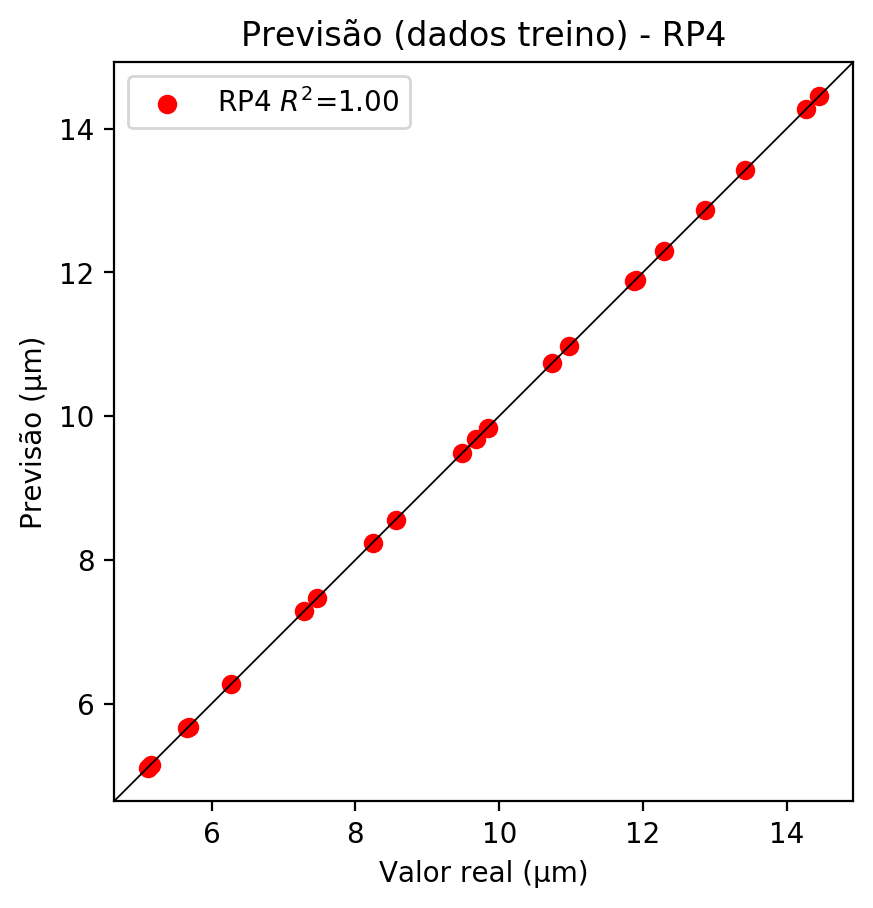 Previsão (dados treino) - RP4
RP4 R²=1.00
14
12
10
8
6
Previsão (μm)
6 8 10 12 14
Valor real (μm)